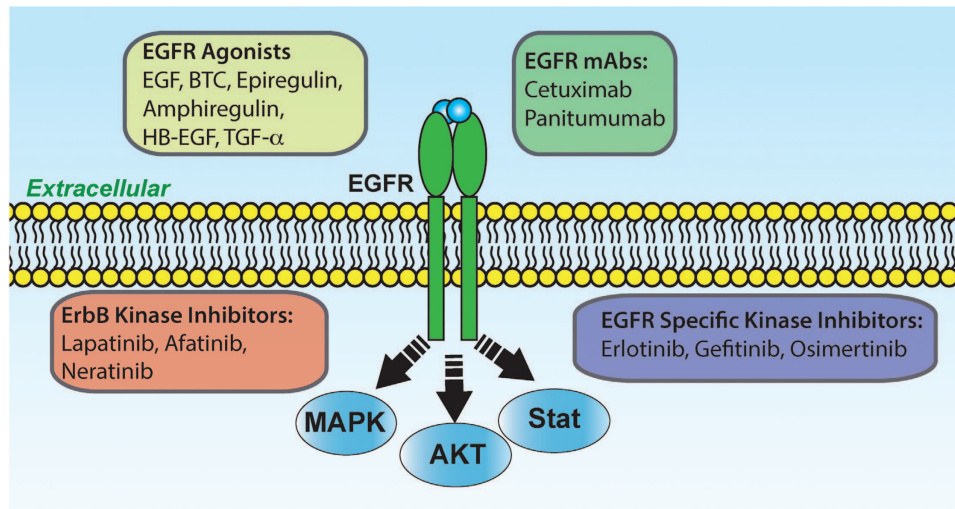 EGFR Agonists
EGF, BTC, Epiregulin,
Amphiregulin,
HB-EGF, TGF-α
EGFR mAbs:
Cetuximab
Panitumumab
EGFR
Extracellular
ErbB Kinase Inhibitors:
Lapatinib, Afatinib,
Neratinib
EGFR Specific Kinase Inhibitors:
Erlotinib, Gefitinib, Osimertinib
MAPK
AKT
Stat